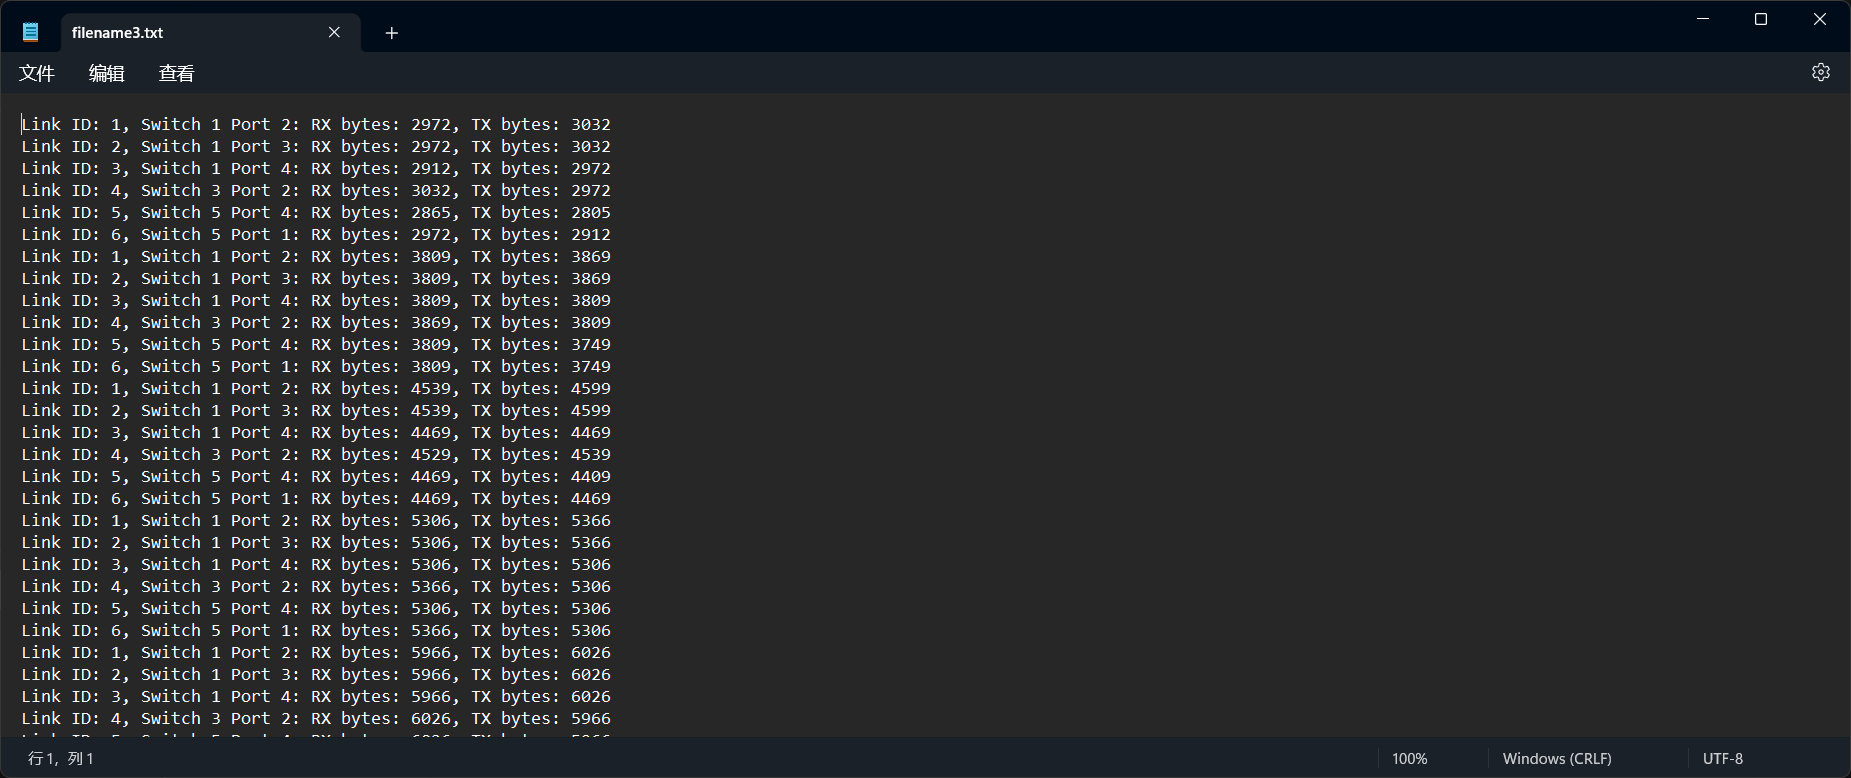 filename3.txt
文件 编辑 查看
Link ID: 1, Switch 1 Port 2: RX bytes: 2972, TX bytes: 3032
Link ID: 2, Switch 1 Port 3: RX bytes: 2972, TX bytes: 3032
Link ID: 3, Switch 1 Port 4: RX bytes: 2912, TX bytes: 2972
Link ID: 4, Switch 3 Port 2: RX bytes: 3032, TX bytes: 2972
Link ID: 5, Switch 5 Port 4: RX bytes: 2865, TX bytes: 2805
Link ID: 6, Switch 5 Port 1: RX bytes: 2972, TX bytes: 2912
Link ID: 1, Switch 1 Port 2: RX bytes: 3809, TX bytes: 3869
Link ID: 2, Switch 1 Port 3: RX bytes: 3809, TX bytes: 3869
Link ID: 3, Switch 1 Port 4: RX bytes: 3809, TX bytes: 3809
Link ID: 4, Switch 3 Port 2: RX bytes: 3869, TX bytes: 3809
Link ID: 5, Switch 5 Port 4: RX bytes: 3809, TX bytes: 3749
Link ID: 6, Switch 5 Port 1: RX bytes: 3809, TX bytes: 3749
Link ID: 1, Switch 1 Port 2: RX bytes: 4539, TX bytes: 4599
Link ID: 2, Switch 1 Port 3: RX bytes: 4539, TX bytes: 4599
Link ID: 3, Switch 1 Port 4: RX bytes: 4469, TX bytes: 4469
Link ID: 4, Switch 3 Port 2: RX bytes: 4529, TX bytes: 4539
Link ID: 5, Switch 5 Port 4: RX bytes: 4469, TX bytes: 4409
Link ID: 6, Switch 5 Port 1: RX bytes: 4469, TX bytes: 4469
Link ID: 1, Switch 1 Port 2: RX bytes: 5306, TX bytes: 5366
Link ID: 2, Switch 1 Port 3: RX bytes: 5306, TX bytes: 5366
Link ID: 3, Switch 1 Port 4: RX bytes: 5306, TX bytes: 5306
Link ID: 4, Switch 3 Port 2: RX bytes: 5366, TX bytes: 5306
Link ID: 5, Switch 5 Port 4: RX bytes: 5306, TX bytes: 5306
Link ID: 6, Switch 5 Port 1: RX bytes: 5366, TX bytes: 5306
Link ID: 1, Switch 1 Port 2: RX bytes: 5966, TX bytes: 6026
Link ID: 2, Switch 1 Port 3: RX bytes: 5966, TX bytes: 6026
Link ID: 3, Switch 1 Port 4: RX bytes: 5966, TX bytes: 6026
Link ID: 4, Switch 3 Port 2: RX bytes: 6026, TX bytes: 5966
行 1，列 1 100% Windows (CRLF) UTF-8